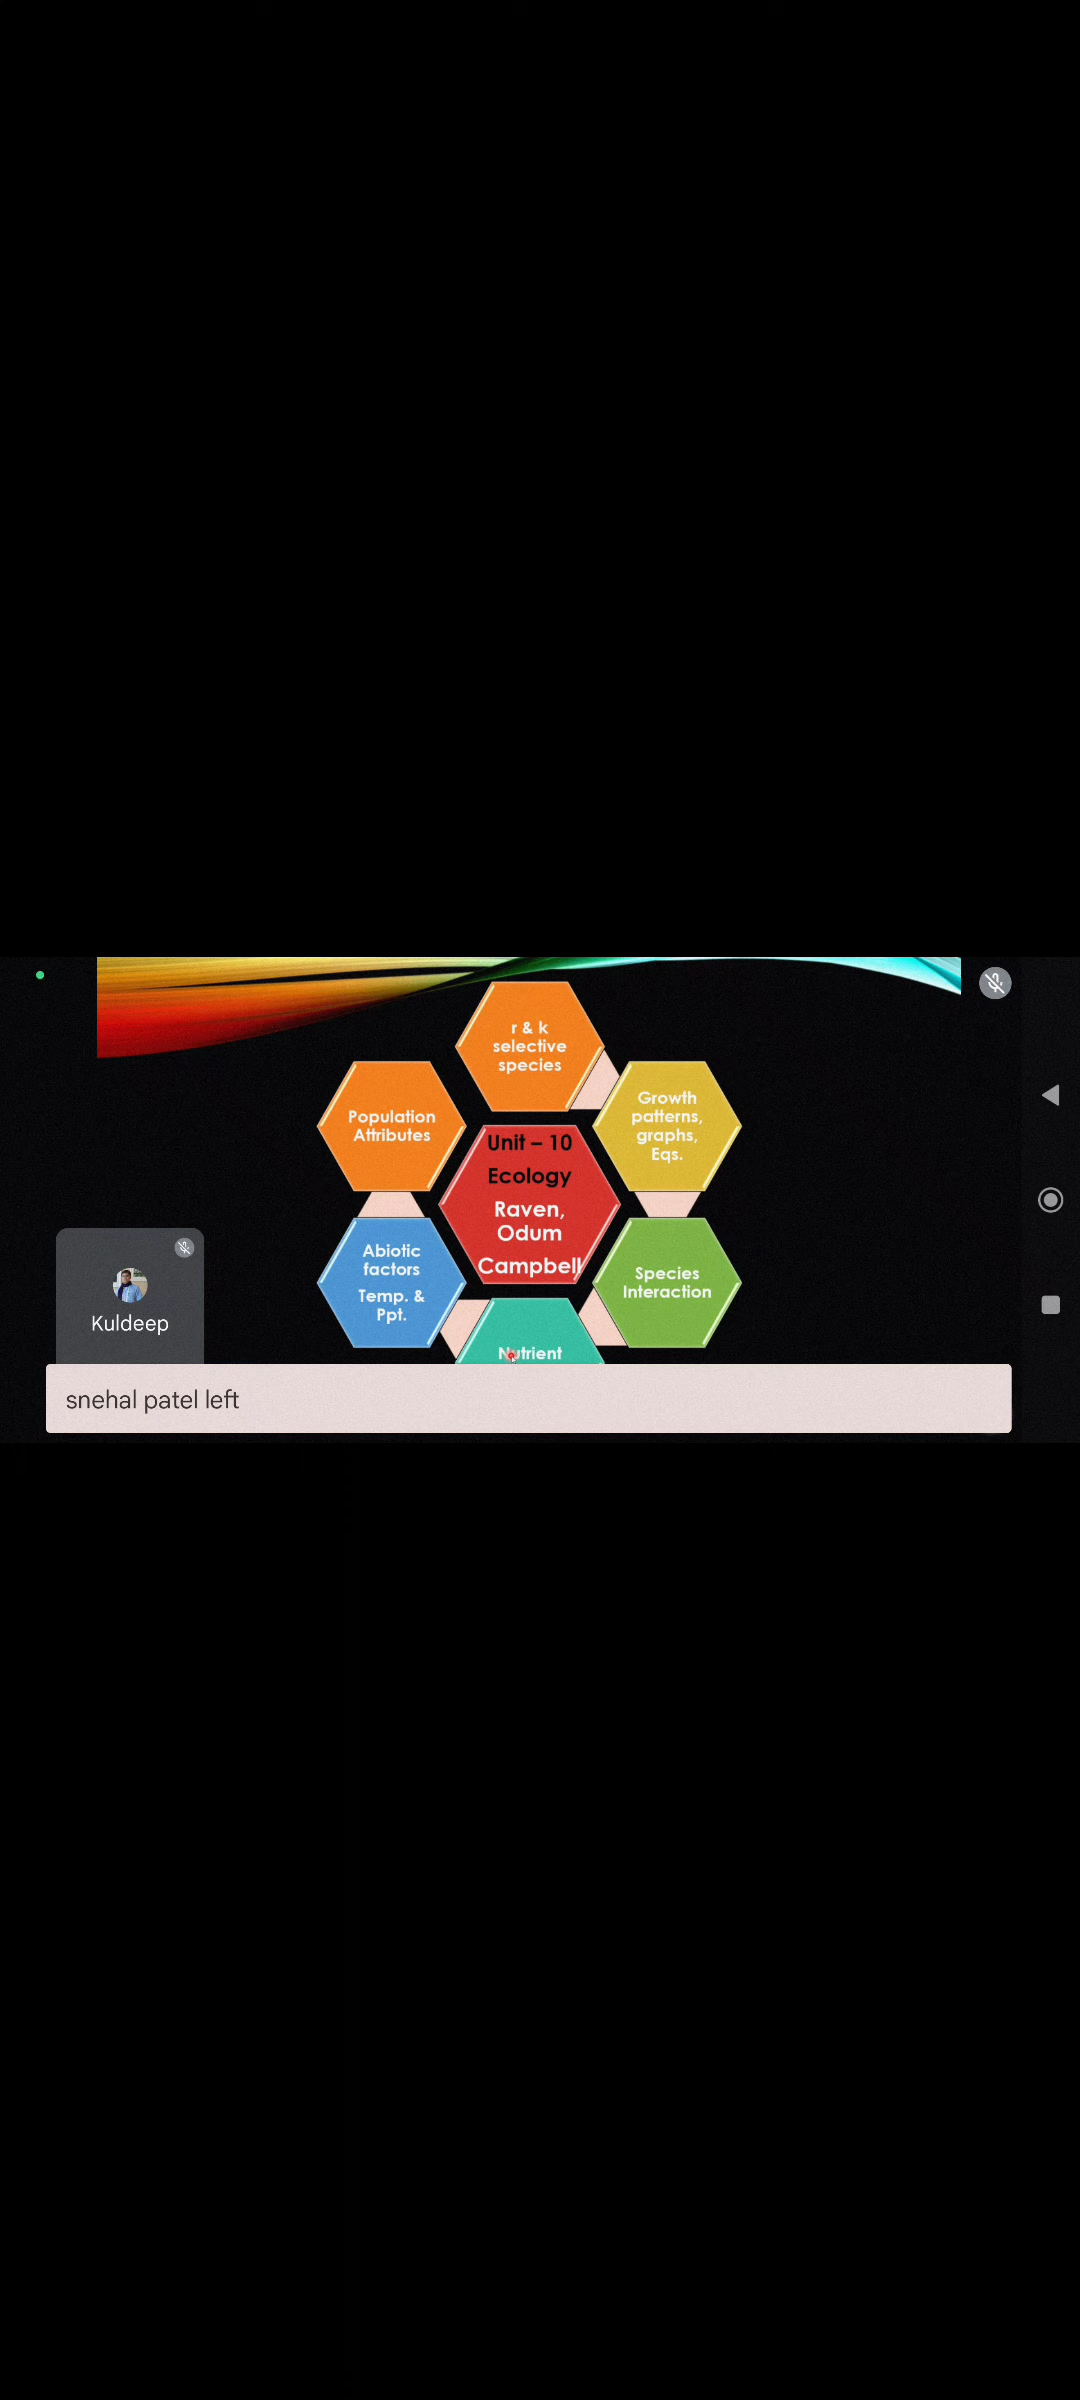 r & k
selective
species
Population
Attributes
Growth
patterns,
graphs,
Eqs.
Unit – 10
Ecology
Raven,
Odum
Campbell
Abiotic
factors
Temp. &
Ppt.
Species
Interaction
Nutrient
Kuldeep
snehal patel left